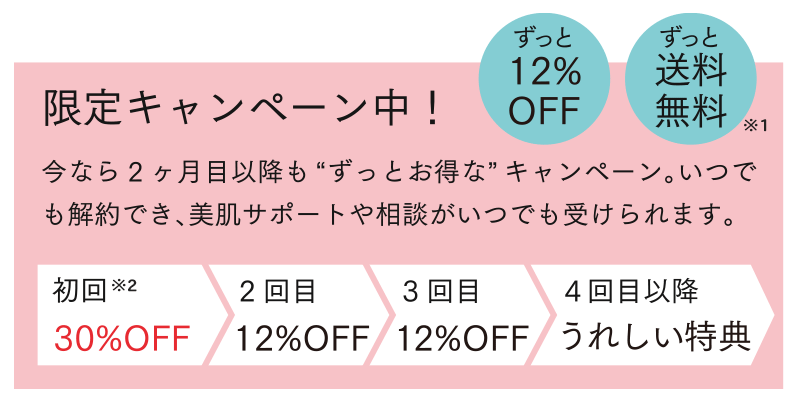 ずっと
12%
OFF
ずっと
送料
無料
※1
限定キャンペーン中！
今なら2ヶ月目以降も“ずっとお得な”キャンペーン。いつで
も解約でき、美肌サポートや相談がいつでも受けられます。
初回※2
30%OFF
2回目
12%OFF
3回目
12%OFF
4回目以降
うれしい特典